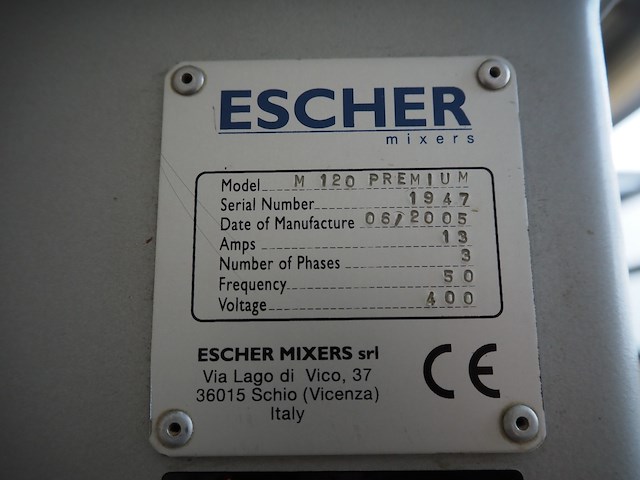 ESCHER
mixers
Model M 120 PREMIUM
Serial Number 1947
Date of Manufacture 06/2005
Amps 13
Number of Phases 3
Frequency 50
Voltage 400
ESCHER MIXERS srl
Via Lago di Vico, 37
36015 Schio (Vicenza)
Italy
CE